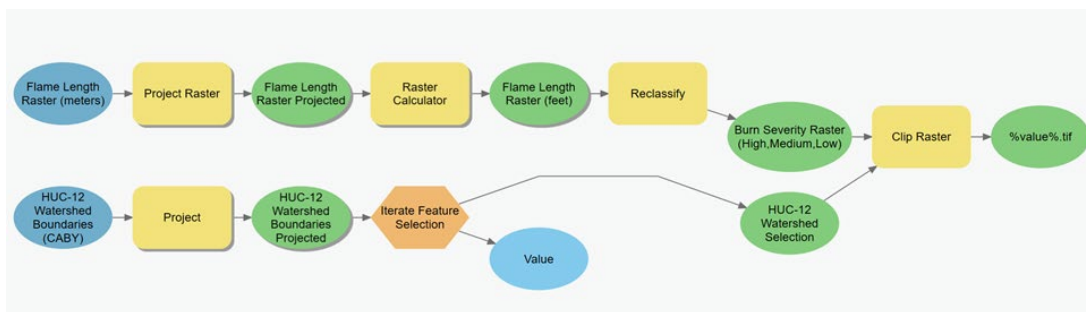 Flame Length
Raster (meters)
Project Raster
Flame Length
Raster Projected
Raster
Calculator
Flame Length
Raster (feet)
Reclassify
Burn Severity Raster
(High,Medium,Low)
Clip Raster
%value%.tif
HUC-12
Watershed
Boundaries
(CABY)
Project
HUC-12
Watershed
Boundaries
Projected
Iterate Feature
Selection
Value
HUC-12
Watershed
Selection